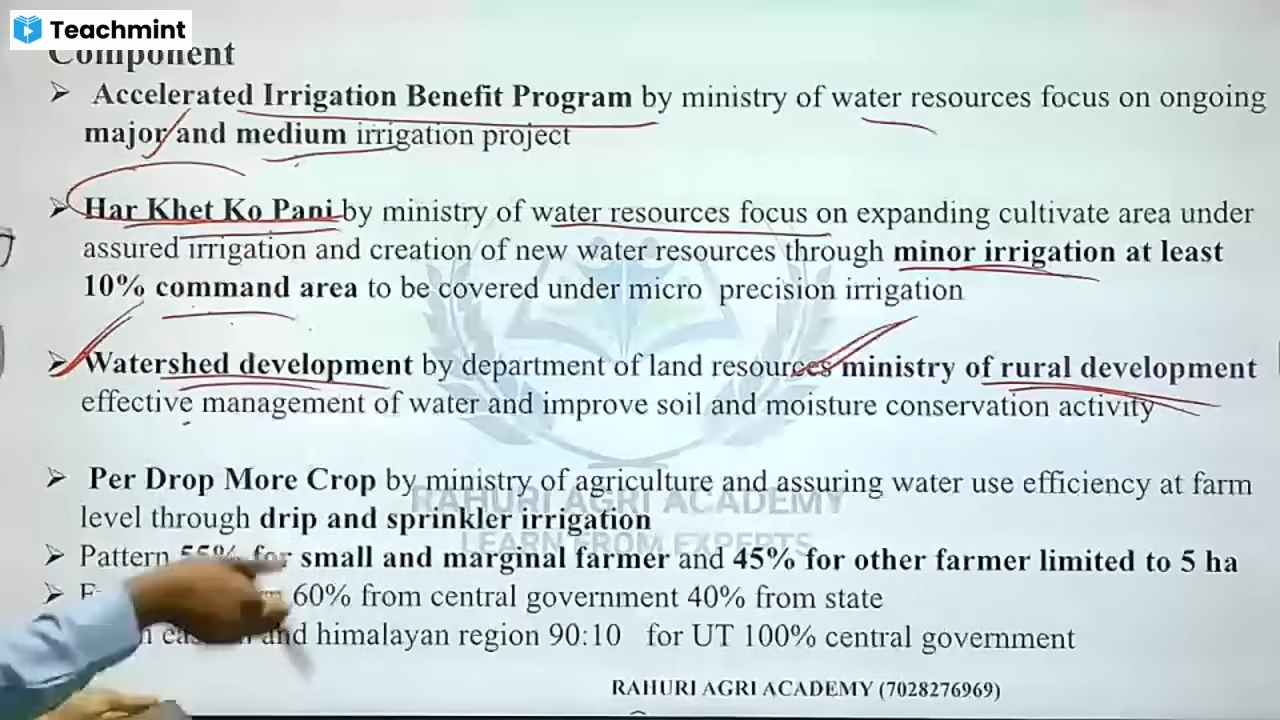 Teachmint
Component
➢ Accelerated Irrigation Benefit Program by ministry of water resources focus on ongoing
major and medium irrigation project
➢ Har Khet Ko Pani by ministry of water resources focus on expanding cultivate area under
assured irrigation and creation of new water resources through minor irrigation at least
10% command area to be covered under micro precision irrigation
➢ Watershed development by department of land resources ministry of rural development
effective management of water and improve soil and moisture conservation activity
➢ Per Drop More Crop by ministry of agriculture and assuring water use efficiency at farm
level through drip and sprinkler irrigation
RAHURI AGRI ACADEMY
LEARN FROM EXPERTS
➢ Pattern 55% for small and marginal farmer and 45% for other farmer limited to 5 ha
➢ 60% from central government 40% from state
and himalayan region 90:10 for UT 100% central government
RAHURI AGRI ACADEMY (7028276969)